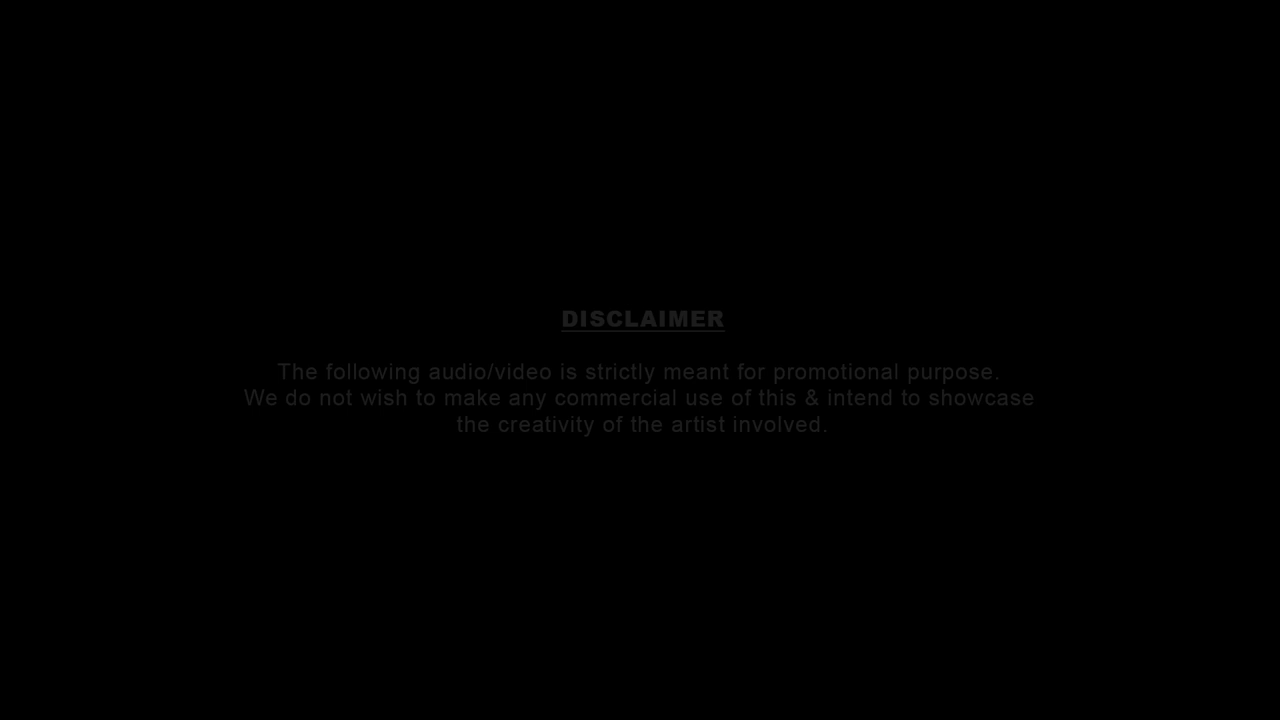 DISCLAIMER
The following audio/video is strictly meant for promotional purpose.
We do not wish to make any commercial use of this & intend to showcase
the creativity of the artist involved.